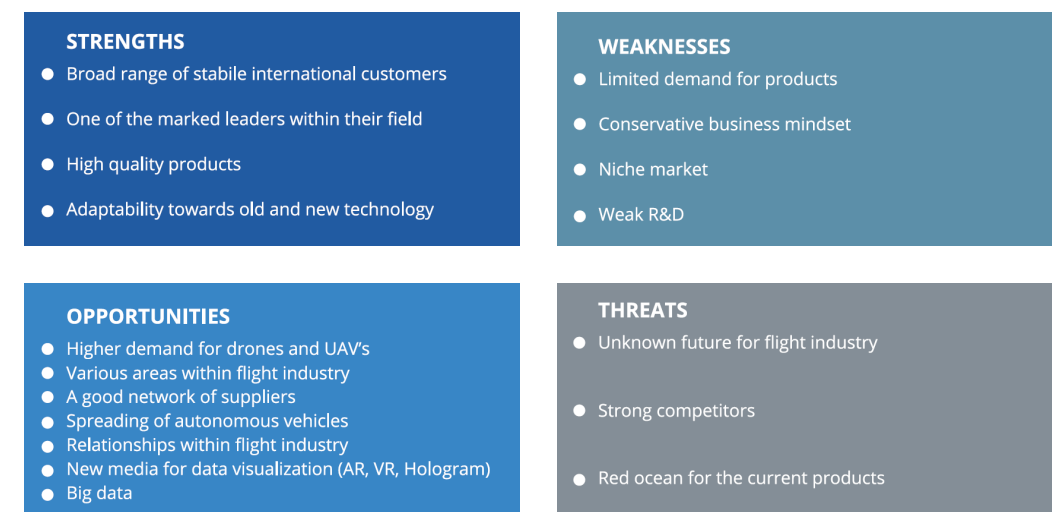 STRENGTHS
Broad range of stabile international customers
One of the marked leaders within their field
High quality products
Adaptability towards old and new technology
WEAKNESSES
Limited demand for products
Conservative business mindset
Niche market
Weak R&D
OPPORTUNITIES
Higher demand for drones and UAV's
Various areas within flight industry
A good network of suppliers
Spreading of autonomous vehicles
Relationships within flight industry
New media for data visualization (AR, VR, Hologram)
Big data
THREATS
Unknown future for flight industry
Strong competitors
Red ocean for the current products